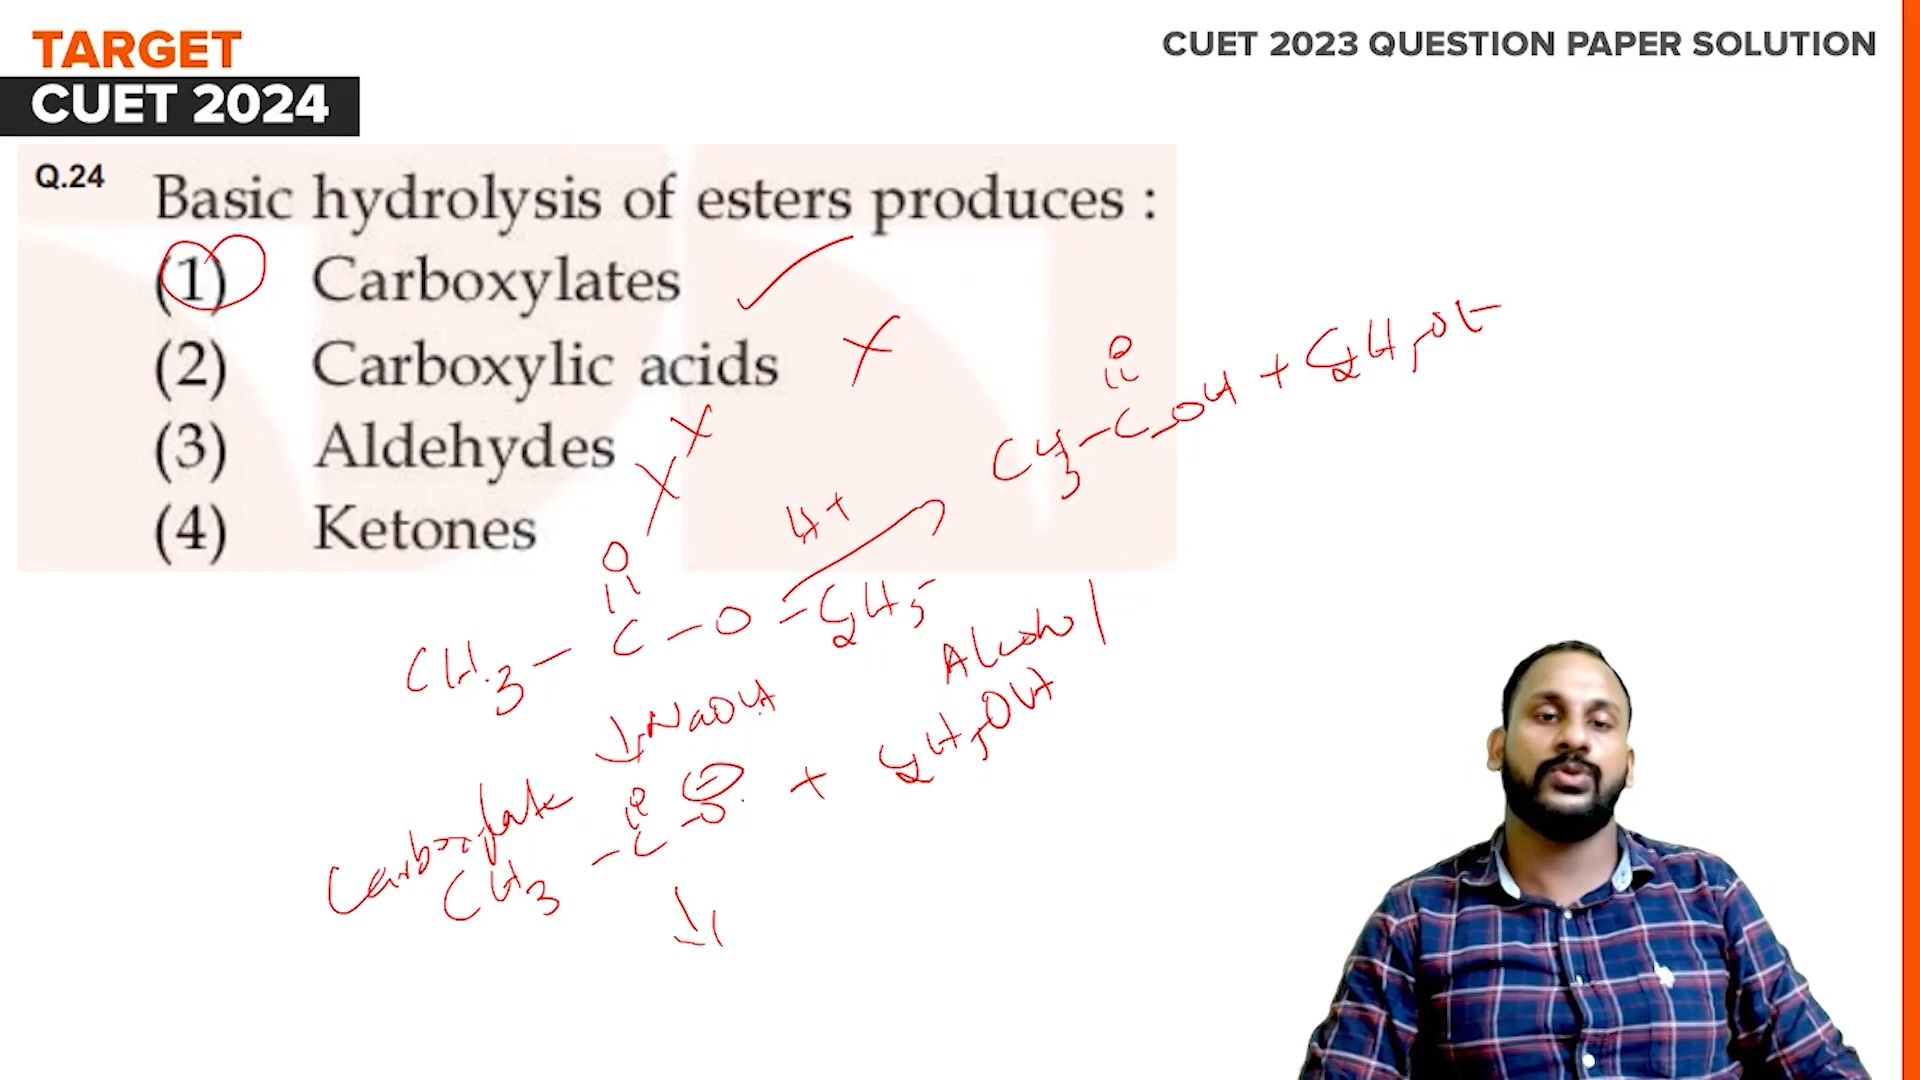 TARGET
CUET 2024
CUET 2023 QUESTION PAPER SOLUTION
Q.24 Basic hydrolysis of esters produces :
(1) Carboxylates
(2) Carboxylic acids
(3) Aldehydes
(4) Ketones
O
CH3 - C - OH + C2H5OH
H+
O
CH3 - C - O - C2H5
NaOH
Alcohol
Carboxylate
O
CH3 - C - O + C2H5OH